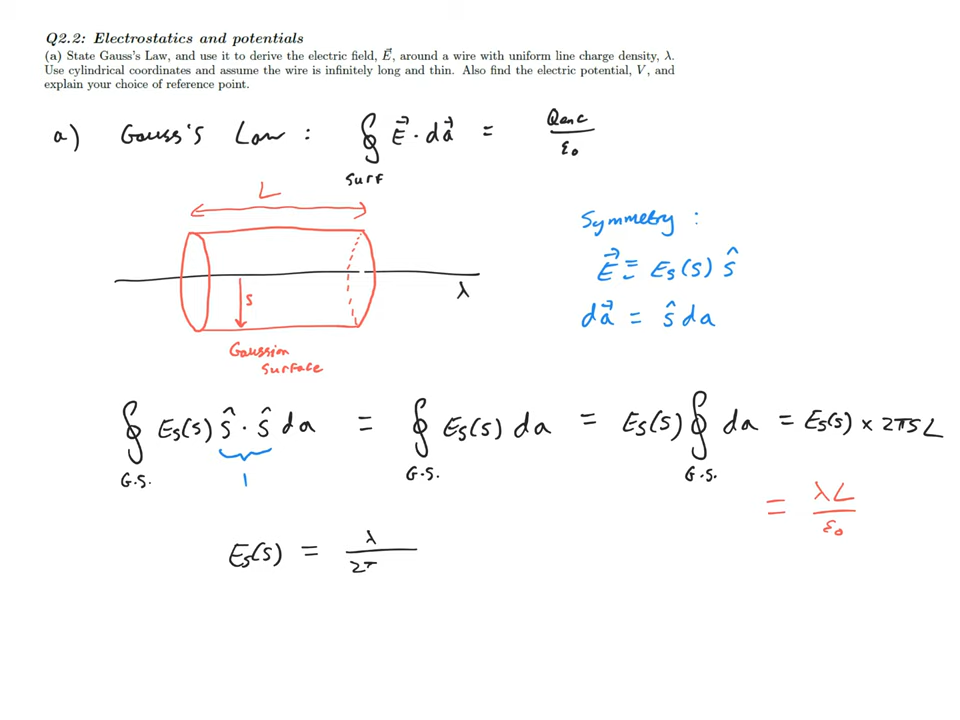 Q2.2: Electrostatics and potentials
(a) State Gauss's Law, and use it to derive the electric field, E⃗, around a wire with uniform line charge density, λ.
Use cylindrical coordinates and assume the wire is infinitely long and thin. Also find the electric potential, V, and
explain your choice of reference point.
a) Gauss's Law : ∮ E⃗ · da⃗ = Qenc / ε₀
Surf
L
Symmetry :
E⃗ ≡ Es(s) ŝ
da⃗ = ŝ da
s
λ
Gaussian
Surface
∮ Es(s) ŝ · ŝ da = ∮ Es(s) da = Es(s) ∮ da = Es(s) × 2πsL
G.S. G.S. G.S.
1
= λL / ε₀
Es(s) = λ / 2π